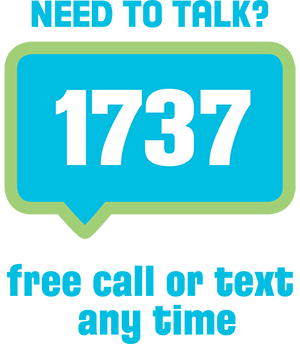 NEED TO TALK?
1737
free call or text
any time